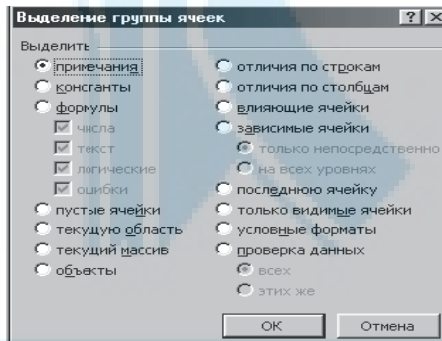 Выделение группы ячеек
Выделить
примечания
константы
формулы
числа
текст
логические
ошибки
пустые ячейки
текущую область
текущий массив
объекты
отличия по строкам
отличия по столбцам
влияющие ячейки
зависимые ячейки
только непосредственно
на всех уровнях
последнюю ячейку
только видимые ячейки
условные форматы
проверка данных
всех
этих же
ОК
Отмена